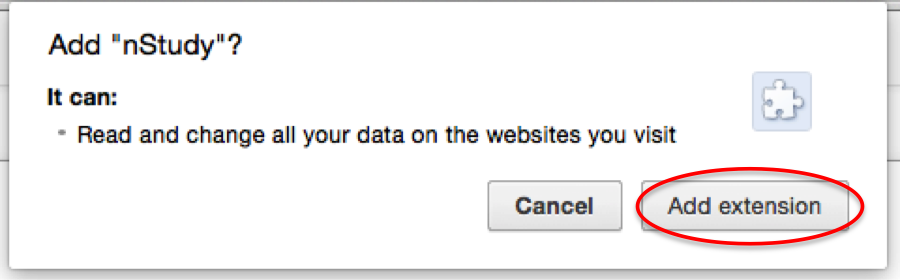 Add "nStudy"?
It can:
• Read and change all your data on the websites you visit
Cancel
Add extension